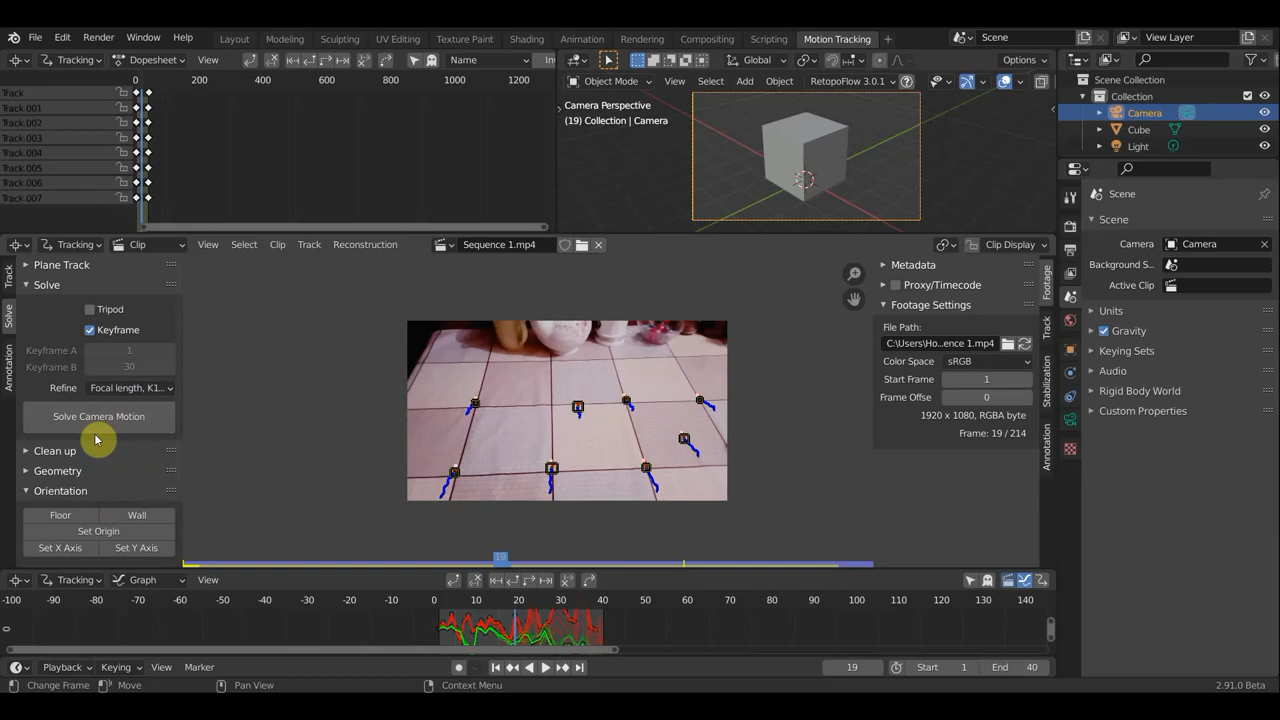 File Edit Render Window Help Layout Modeling Sculpting UV Editing Texture Paint Shading Animation Rendering Compositing Scripting Motion Tracking + Scene View Layer
Dopesheet View Name Inv Global Options
0 200 400 600 800 1000 1200
Object Mode View Select Add Object RetopoFlow 3.0.1
Track
Track.001
Track.002
Track.003
Track.004
Track.005
Track.006
Track.007
Camera Perspective
(19) Collection | Camera
Scene Collection
Collection
Camera
Cube
Light
Scene
Scene
Camera Camera
Background S...
Active Clip
Units
Gravity
Keying Sets
Audio
Rigid Body World
Custom Properties
Tracking Clip View Select Clip Track Reconstruction Sequence 1.mp4 Clip Display
Track
Solve
Annotation
Plane Track
Solve
Tripod
Keyframe
Keyframe A 1
Keyframe B 30
Refine Focal length, K1...
Solve Camera Motion
Clean up
Geometry
Orientation
Floor Wall
Set Origin
Set X Axis Set Y Axis
19
Metadata
Proxy/Timecode
Footage Settings
File Path:
C:\Users\Ho...ence 1.mp4
Color Space sRGB
Start Frame 1
Frame Offset 0
1920 x 1080, RGBA byte
Frame: 19 / 214
Footage
Track
Stabilization
Annotation
Tracking Graph View
-100 -90 -80 -70 -60 -50 -40 -30 -20 -10 0 10 20 30 40 50 60 70 80 90 100 110 120 130 140
0
Playback Keying View Marker 19 Start 1 End 40
Change Frame Move Pan View Context Menu 2.91.0 Beta